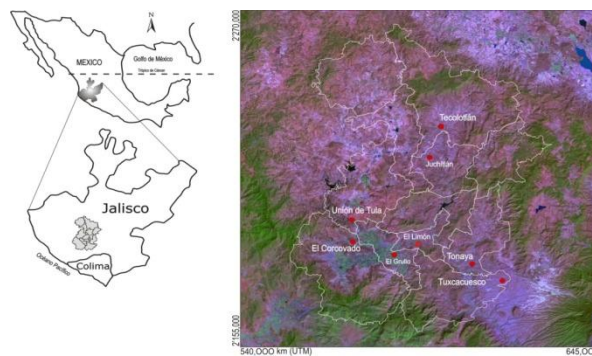 N
MEXICO
Golfo de México
Trópico de Cáncer
Jalisco
Océano Pacífico
Colima
2'270,000
2'155,000
Tecolotlán
Juchitlán
Unión de Tula
El Corcovado
El Limón
El Grullo
Tonaya
Tuxcacuesco
540,000 km (UTM)
645,0